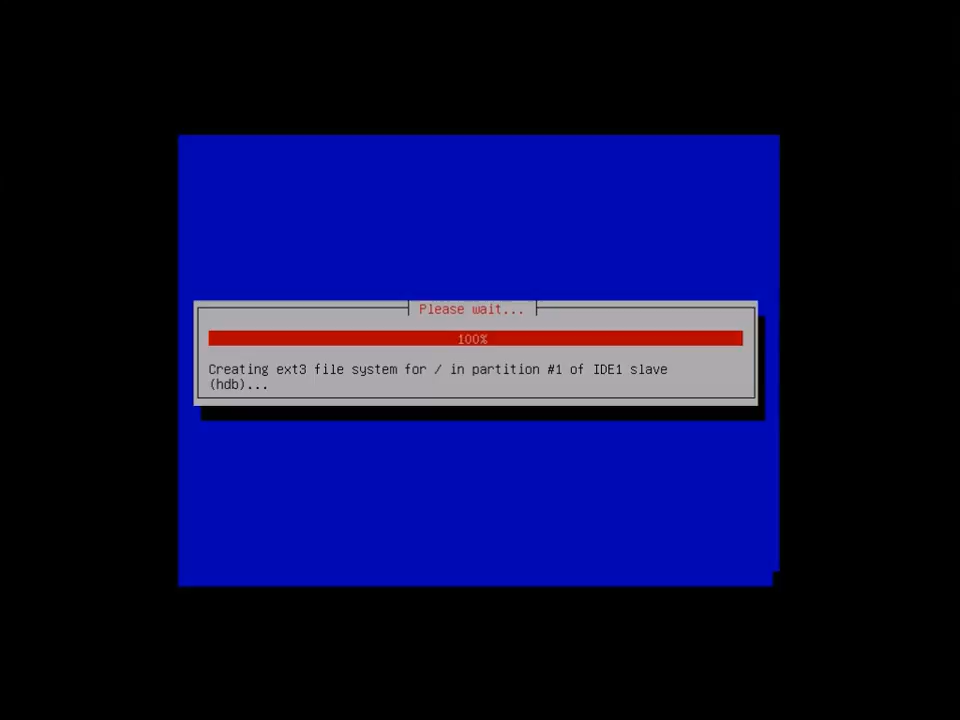 Please wait...
100%
Creating ext3 file system for / in partition #1 of IDE1 slave
(hdb)...